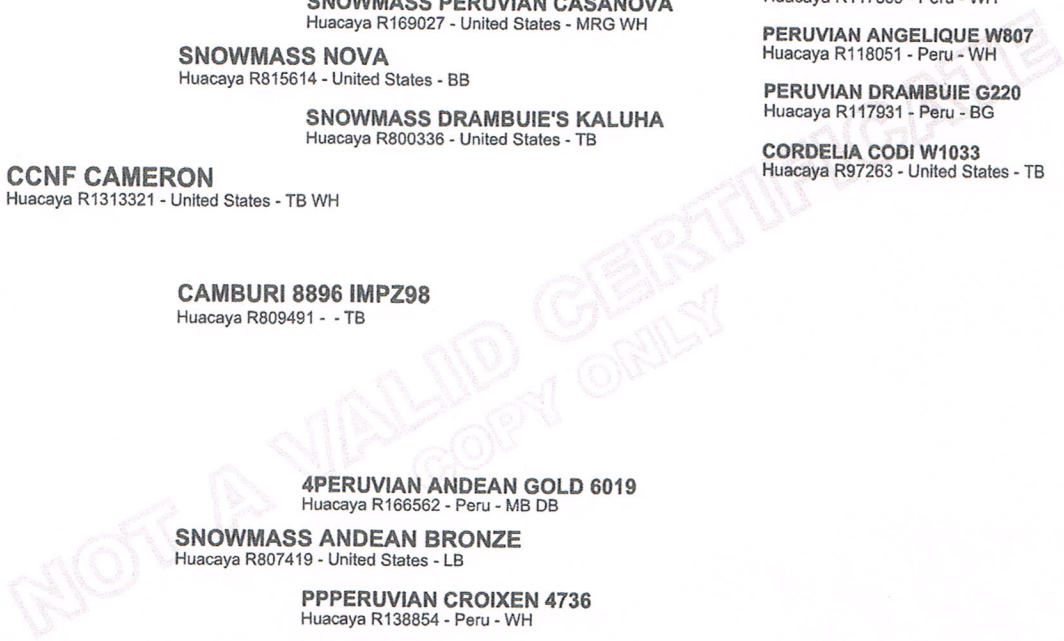 SNOWMASS PERUVIAN CASANOVA
Huacaya R169027 - United States - MRG WH
PERUVIAN ANGELIQUE W807
Huacaya R118051 - Peru - WH
SNOWMASS NOVA
Huacaya R815614 - United States - BB
PERUVIAN DRAMBUIE G220
Huacaya R117931 - Peru - BG
SNOWMASS DRAMBUIE'S KALUHA
Huacaya R800336 - United States - TB
CORDELIA CODI W1033
Huacaya R97263 - United States - TB
CCNF CAMERON
Huacaya R1313321 - United States - TB WH
CAMBURI 8896 IMPZ98
Huacaya R809491 - - TB
NOT A VALID CERTIFICATE
COPY ONLY
4PERUVIAN ANDEAN GOLD 6019
Huacaya R166562 - Peru - MB DB
SNOWMASS ANDEAN BRONZE
Huacaya R807419 - United States - LB
PPPERUVIAN CROIXEN 4736
Huacaya R138854 - Peru - WH